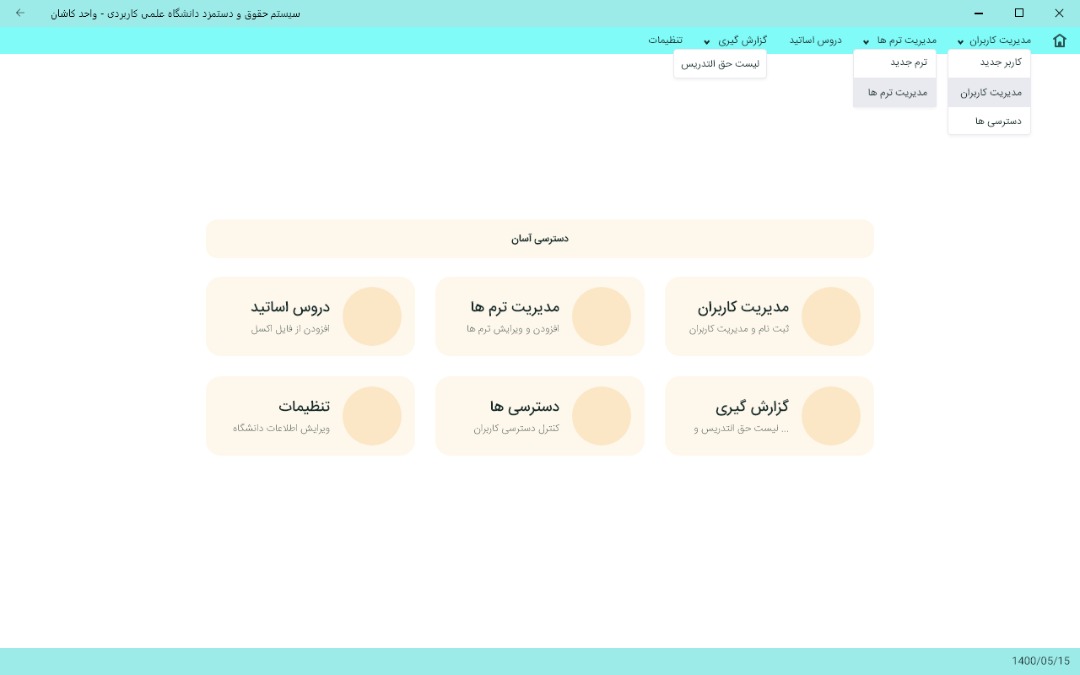 سیستم حقوق و دستمزد دانشگاه علمی کاربردی - واحد کاشان
مدیریت کاربران
مدیریت ترم ها
دروس اساتید
گزارش گیری
تنظیمات
کاربر جدید
مدیریت کاربران
دسترسی ها
ترم جدید
مدیریت ترم ها
لیست حق التدریس
دسترسی آسان
مدیریت کاربران
ثبت نام و مدیریت کاربران
مدیریت ترم ها
افزودن و ویرایش ترم ها
دروس اساتید
افزودن از فایل اکسل
گزارش گیری
... لیست حق التدریس و
دسترسی ها
کنترل دسترسی کاربران
تنظیمات
ویرایش اطلاعات دانشگاه
1400/05/15